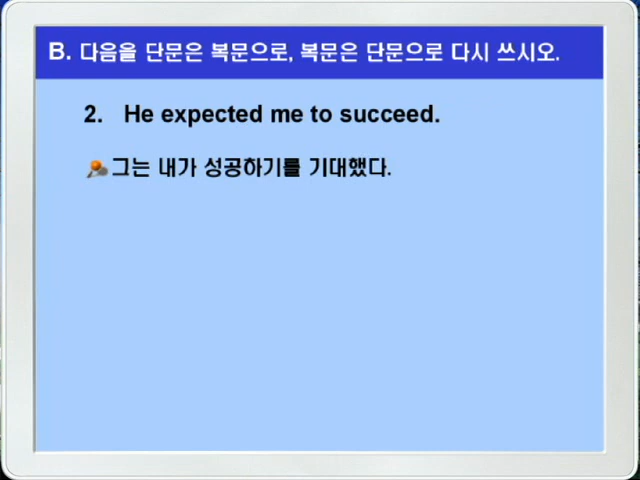 B. 다음을 단문은 복문으로, 복문은 단문으로 다시 쓰시오.
2. He expected me to succeed.
그는 내가 성공하기를 기대했다.